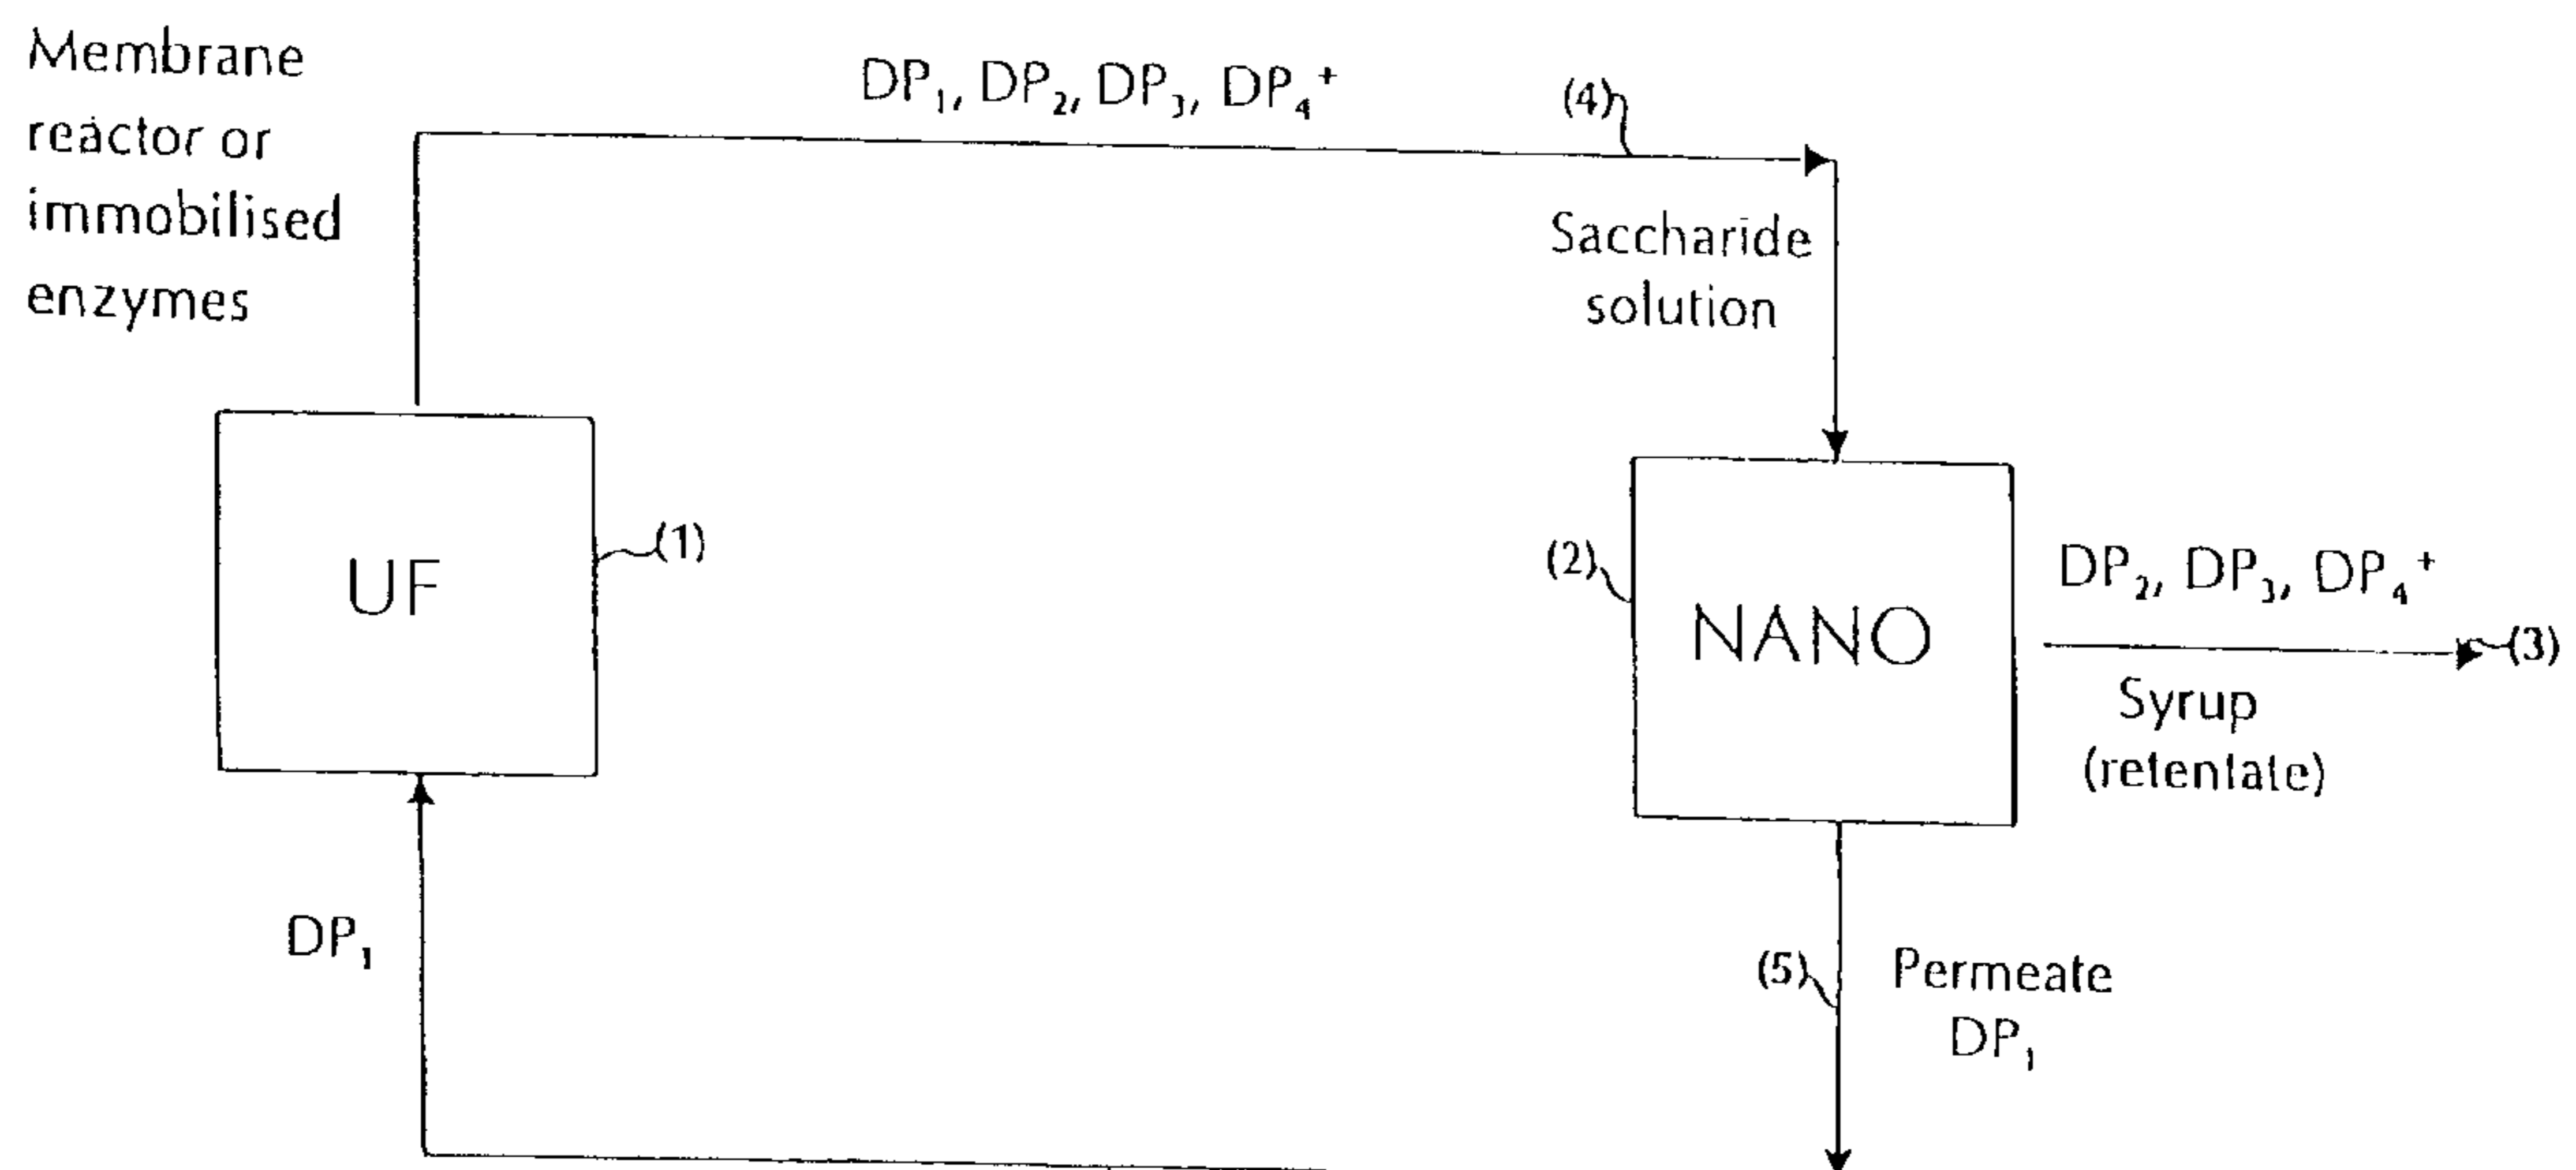 Membrane
reactor or
immobilised
enzymes
DP₁, DP₂, DP₃, DP₄⁺
(4)
Saccharide
solution
UF
(1)
(2)
NANO
DP₂, DP₃, DP₄⁺
(3)
Syrup
(retentate)
DP₁
(5)
Permeate
DP₁